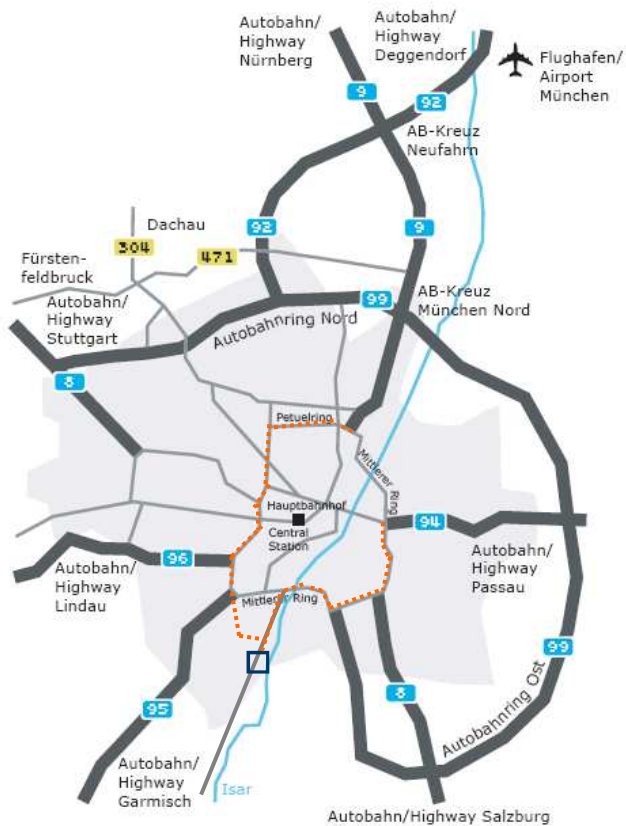 Autobahn/
Highway
Nürnberg
Autobahn/
Highway
Deggendorf
Flughafen/
Airport
München
9
92
AB-Kreuz
Neufahrn
Dachau
92
9
304
471
Fürsten-
feldbruck
Autobahn/
Highway
Stuttgart
99
AB-Kreuz
München Nord
Autobahnring Nord
8
Petuelring
Mittlerer
Ring
Hauptbahnhof
Central
Station
94
96
Autobahn/
Highway
Lindau
Autobahn/
Highway
Passau
Mittlerer Ring
99
Autobahnring Ost
8
95
Autobahn/
Highway
Garmisch
Isar
Autobahn/Highway Salzburg